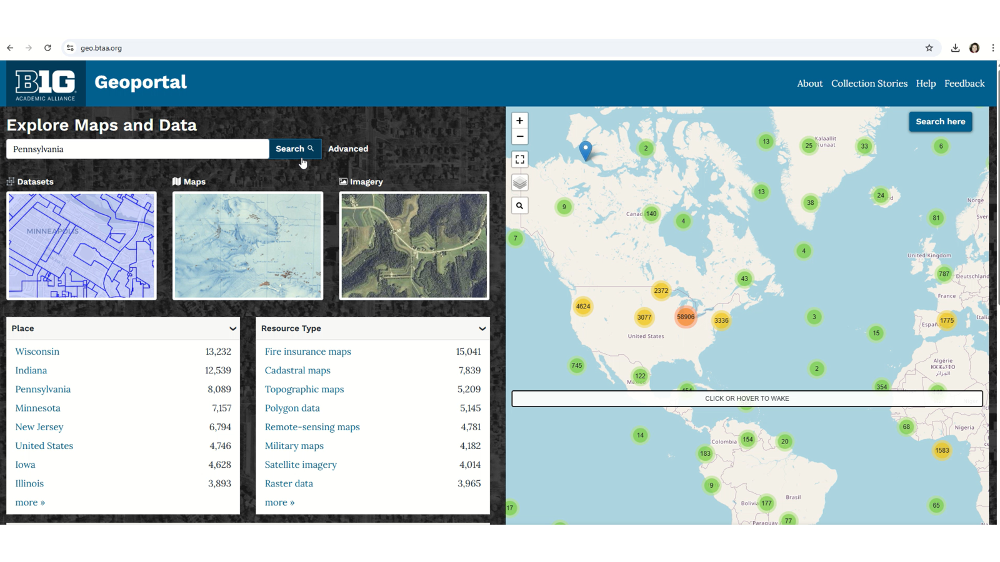 geo.btaa.org
B1G
ACADEMIC ALLIANCE
Geoportal
About Collection Stories Help Feedback
Explore Maps and Data
Pennsylvania
Search
Advanced
Datasets
Maps
Imagery
MINNEAPOLIS
Place
Wisconsin 13,232
Indiana 12,539
Pennsylvania 8,089
Minnesota 7,157
New Jersey 6,794
United States 4,746
Iowa 4,628
Illinois 3,893
more »
Resource Type
Fire insurance maps 15,041
Cadastral maps 7,839
Topographic maps 5,209
Polygon data 5,145
Remote-sensing maps 4,781
Military maps 4,182
Satellite imagery 4,014
Raster data 3,965
more »
+
−
Search here
13
Kalaallit
25 Nunaat
33
6
2
13
38
24
Norge
9
Canada
140
4
81
7
4
United Kingdom
43
787
Deutschland
2372
France
4624
3077
58906
3336
3
España
1775
15
United States
745
122
2
Algérie
ⵍⵣⵣⴰⵢⴻⵔ
الجزائر
354
CLICK OR HOVER TO WAKE
14
Colombia
154
20
68
Nigeria
183
1583
9
Brasil
Bolivia
177
65
17
Paraguay
77